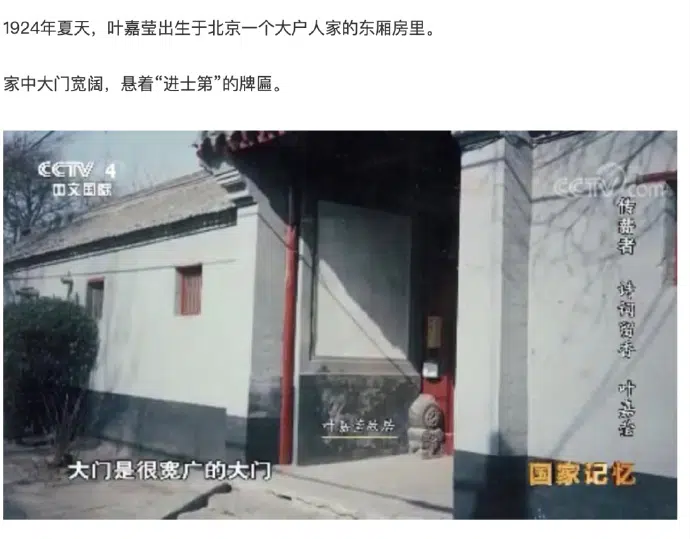 1924年夏天，叶嘉莹出生于北京一个大户人家的东厢房里。
家中大门宽阔，悬着“进士第”的牌匾。
CCTV 4
中文国际
CCTV.com
传薪者 诗词留香 叶嘉莹
叶嘉莹故居
大门是很宽广的大门
国家记忆